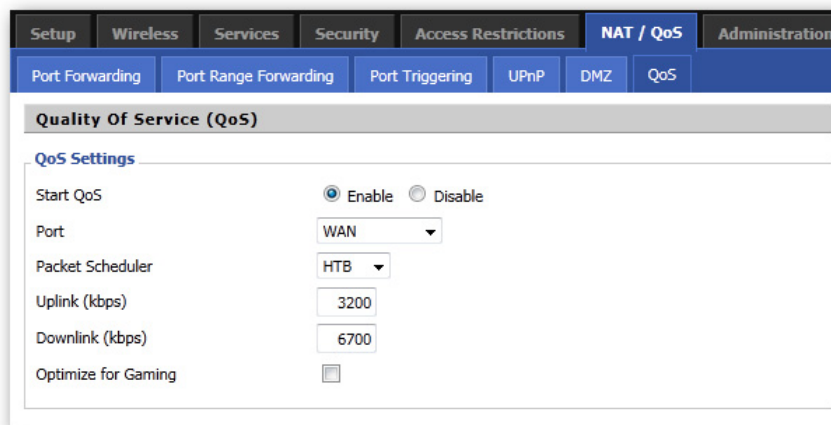 Setup Wireless Services Security Access Restrictions NAT / QoS Administration
Port Forwarding Port Range Forwarding Port Triggering UPnP DMZ QoS
Quality Of Service (QoS)
QoS Settings
Start QoS Enable Disable
Port WAN
Packet Scheduler HTB
Uplink (kbps) 3200
Downlink (kbps) 6700
Optimize for Gaming